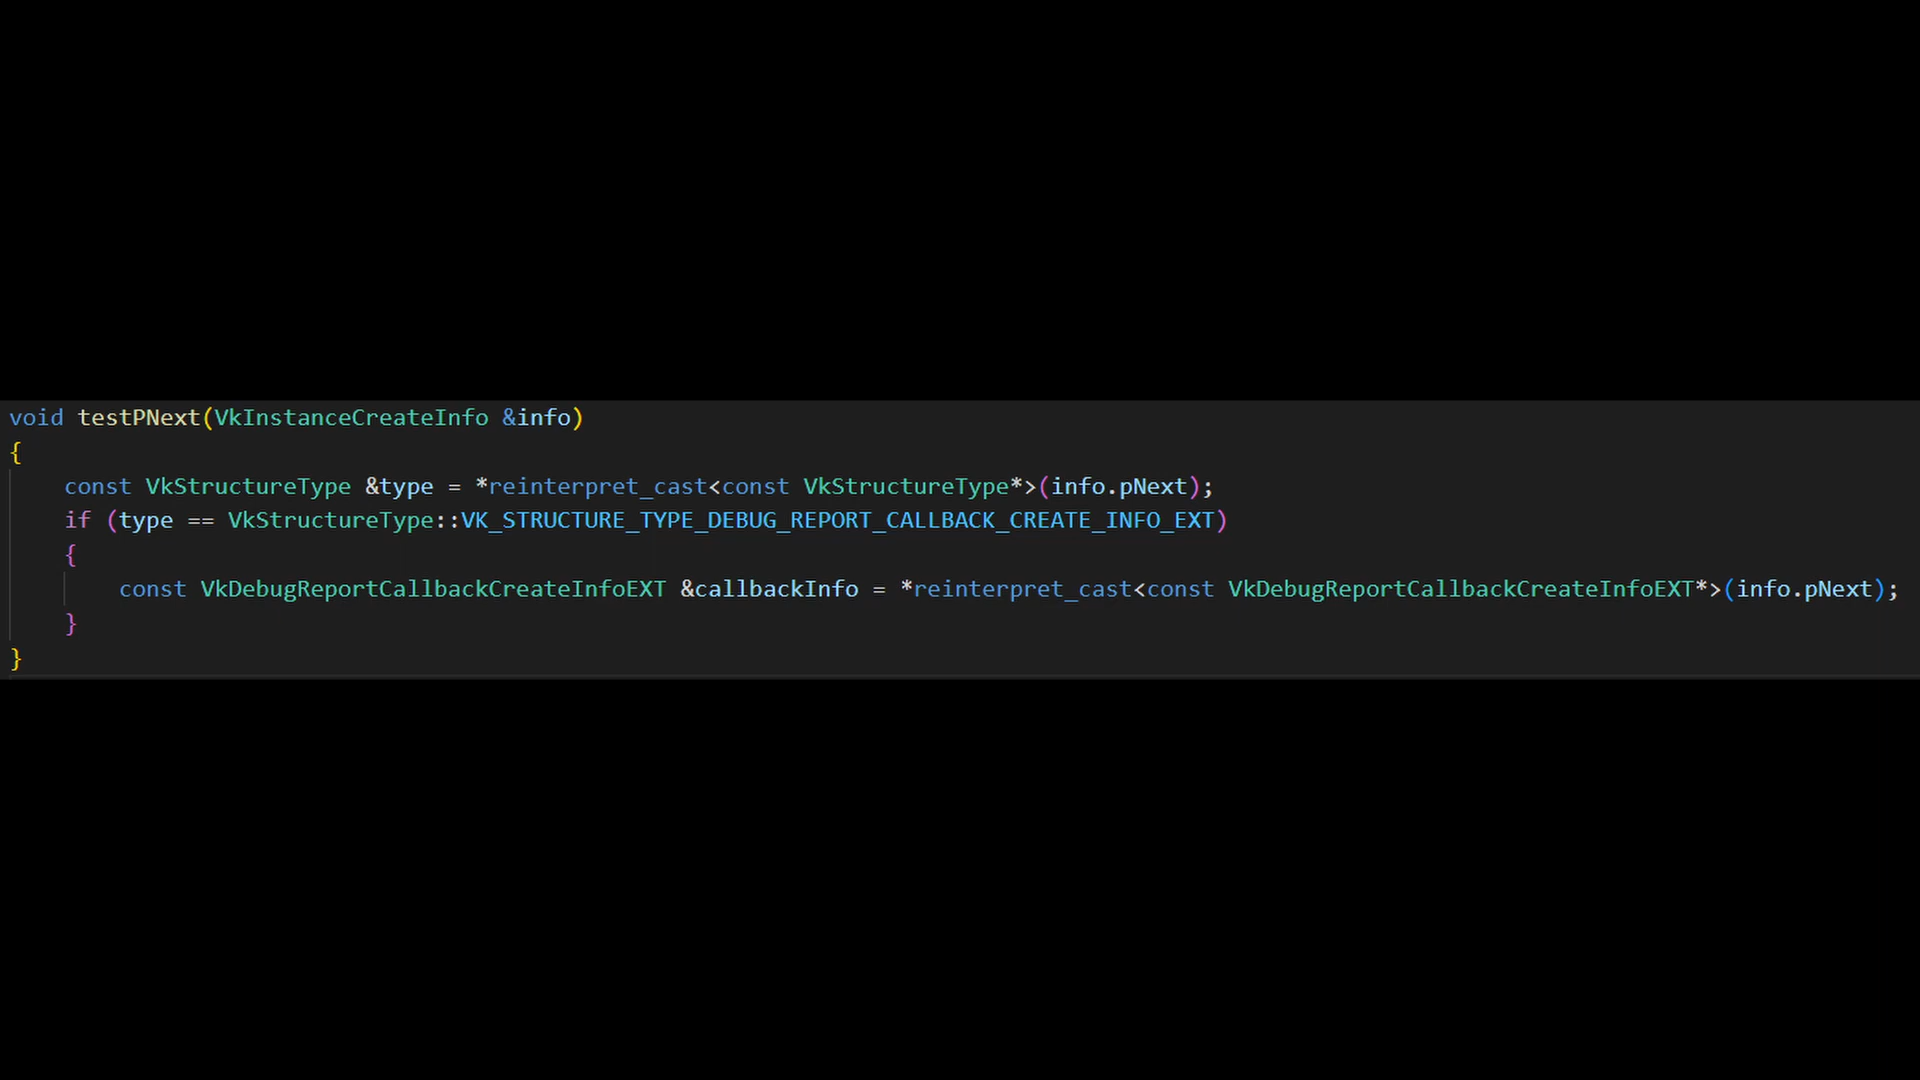 void testPNext(VkInstanceCreateInfo &info)
{
    const VkStructureType &type = *reinterpret_cast<const VkStructureType*>(info.pNext);
    if (type == VkStructureType::VK_STRUCTURE_TYPE_DEBUG_REPORT_CALLBACK_CREATE_INFO_EXT)
    {
        const VkDebugReportCallbackCreateInfoEXT &callbackInfo = *reinterpret_cast<const VkDebugReportCallbackCreateInfoEXT*>(info.pNext);
    }
}